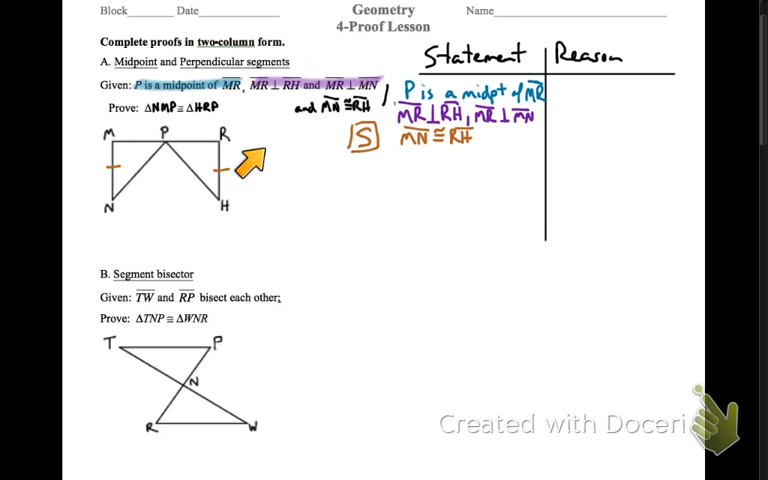 Block______ Date______________ Geometry Name______________________
4-Proof Lesson
Complete proofs in two-column form.
A. Midpoint and Perpendicular segments
Given: P is a midpoint of MR, MR ⊥ RH and MR ⊥ MN
and MN ≅ RH
Prove: ΔNMP ≅ ΔHRP
M P R
N H
Statement Reason
1. P is a midpt of MR
MR ⊥ RH, MR ⊥ MN
S MN ≅ RH
B. Segment bisector
Given: TW and RP bisect each other;
Prove: ΔTNP ≅ ΔWNR
T P
N
R W
Created with Doceri